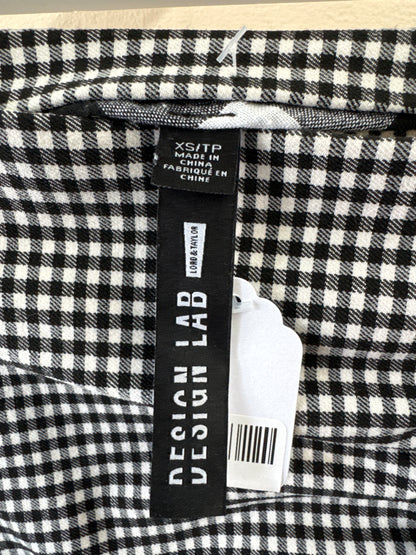 XS/TP
MADE IN
CHINA
FABRIQUÉ EN
CHINE
LORD & TAYLOR
DESIGN LAB